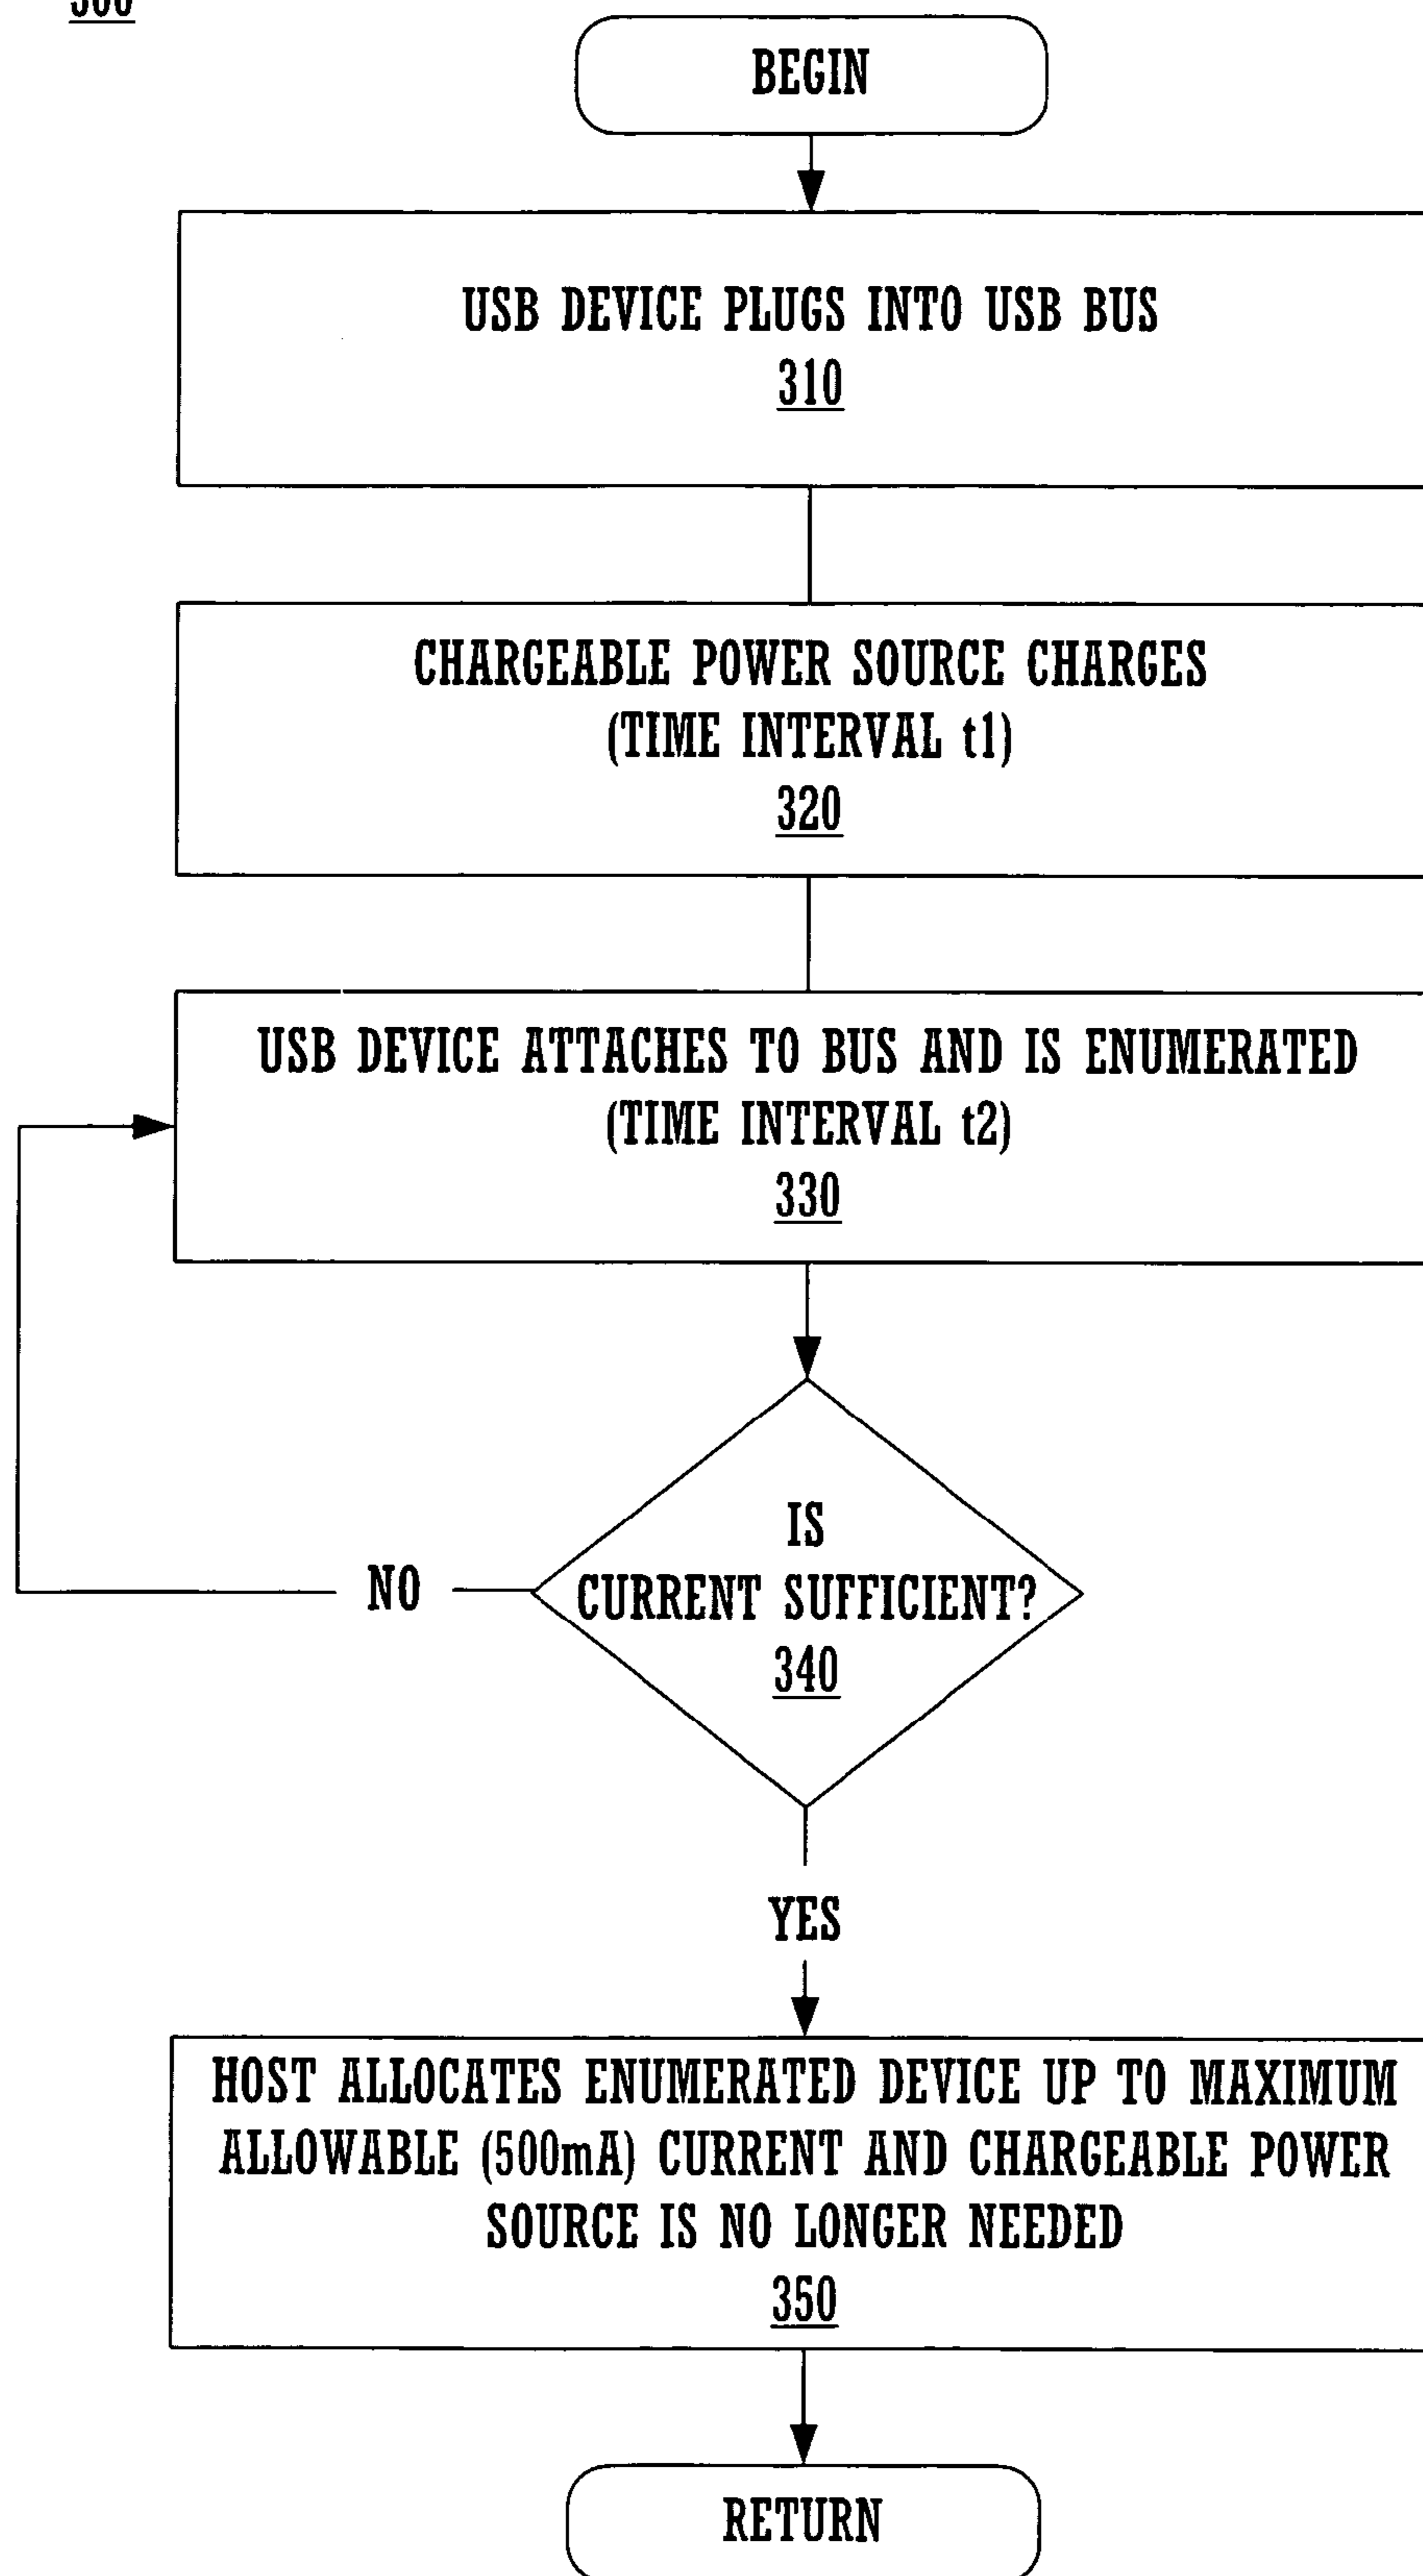 300
BEGIN
USB DEVICE PLUGS INTO USB BUS
310
CHARGEABLE POWER SOURCE CHARGES
(TIME INTERVAL t1)
320
USB DEVICE ATTACHES TO BUS AND IS ENUMERATED
(TIME INTERVAL t2)
330
IS
CURRENT SUFFICIENT?
340
NO
YES
HOST ALLOCATES ENUMERATED DEVICE UP TO MAXIMUM
ALLOWABLE (500mA) CURRENT AND CHARGEABLE POWER
SOURCE IS NO LONGER NEEDED
350
RETURN